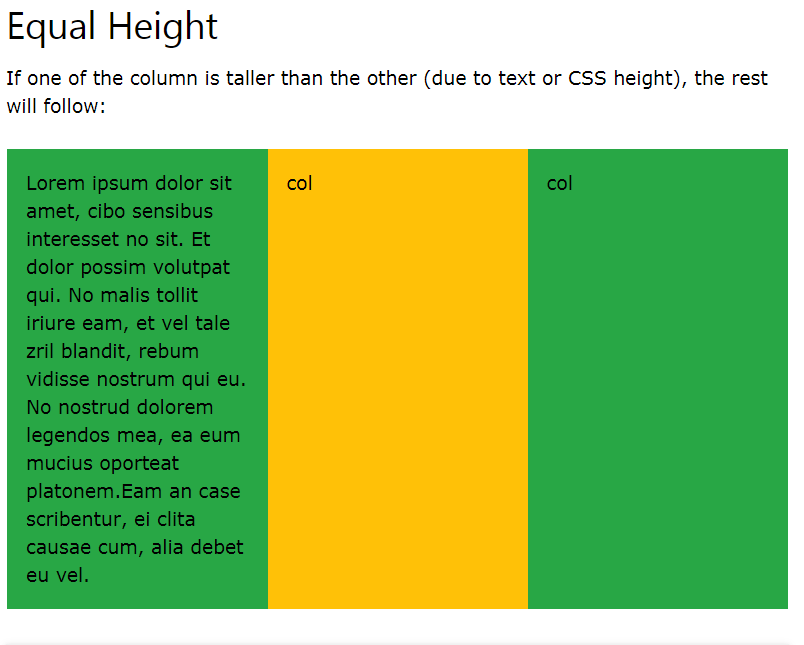 Equal Height
If one of the column is taller than the other (due to text or CSS height), the rest
will follow:
Lorem ipsum dolor sit
amet, cibo sensibus
interesset no sit. Et
dolor possim volutpat
qui. No malis tollit
iriure eam, et vel tale
zril blandit, rebum
vidisse nostrum qui eu.
No nostrud dolorem
legendos mea, ea eum
mucius oporteat
platonem.Eam an case
scribentur, ei clita
causae cum, alia debet
eu vel.
col
col